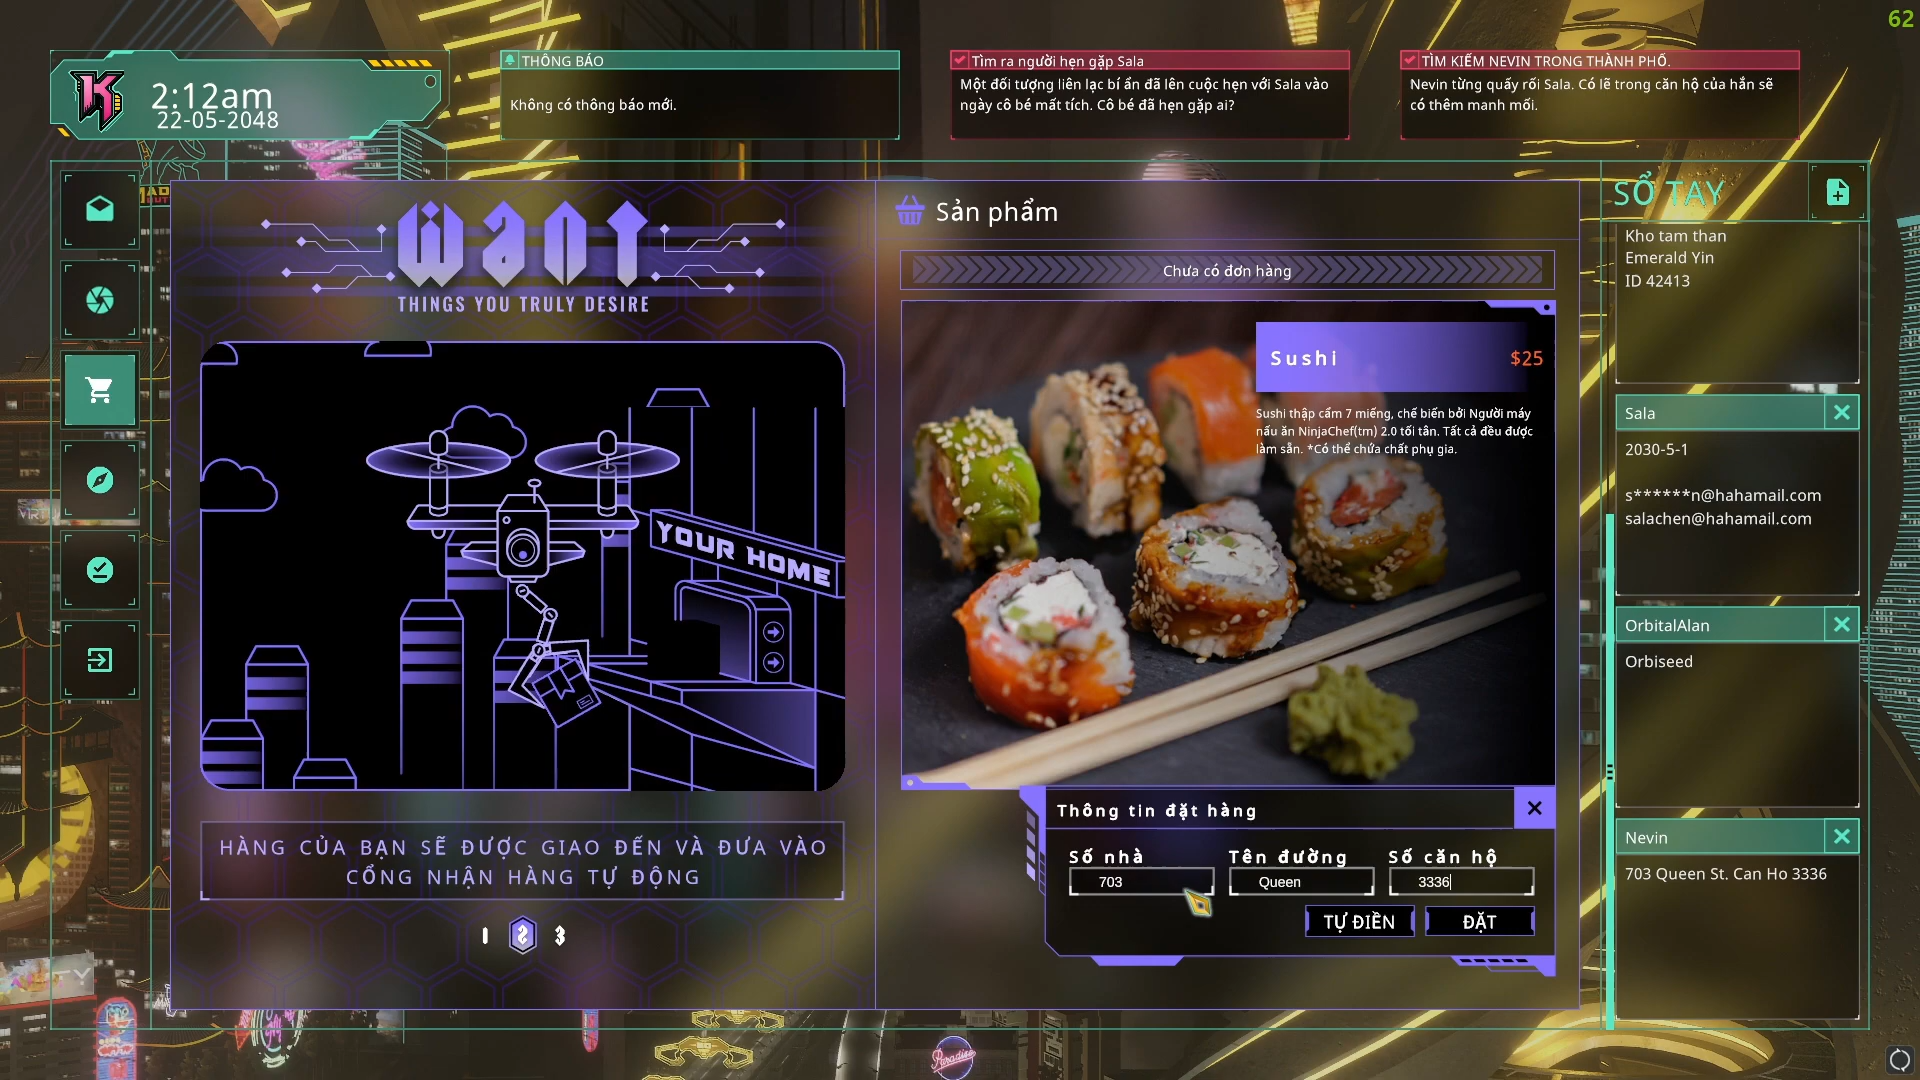 62
2:12am
22-05-2048
THÔNG BÁO
Không có thông báo mới.
Tìm ra người hẹn gặp Sala
Một đối tượng liên lạc bí ẩn đã lên cuộc hẹn với Sala vào
ngày cô bé mất tích. Cô bé đã hẹn gặp ai?
TÌM KIẾM NEVIN TRONG THÀNH PHỐ.
Nevin từng quấy rối Sala. Có lẽ trong căn hộ của hắn sẽ
có thêm manh mối.
WANT
THINGS YOU TRULY DESIRE
YOUR HOME
HÀNG CỦA BẠN SẼ ĐƯỢC GIAO ĐẾN VÀ ĐƯA VÀO
CỔNG NHẬN HÀNG TỰ ĐỘNG
1 2 3
Sản phẩm
Chưa có đơn hàng
Sushi $25
Sushi thập cẩm 7 miếng, chế biến bởi Người máy
nấu ăn NinjaChef(tm) 2.0 tối tân. Tất cả đều được
làm sẵn. *Có thể chứa chất phụ gia.
Thông tin đặt hàng
Số nhà Tên đường Số căn hộ
703 Queen 3336
TỰ ĐIỀN ĐẶT
SỔ TAY
Kho tam than
Emerald Yin
ID 42413
Sala
2030-5-1
s******n@hahamail.com
salachen@hahamail.com
OrbitalAlan
Orbiseed
Nevin
703 Queen St. Can Ho 3336
Paradise